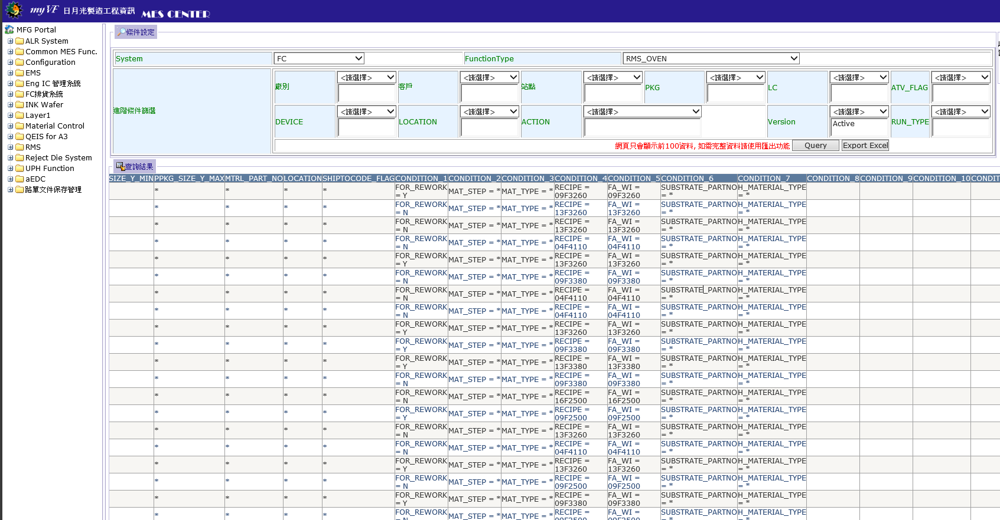 myVF 日月光製造工程資訊 MES CENTER
MFG Portal
ALR System
Common MES Func.
Configuration
EMS
Eng IC 管理系統
FC排貨系統
INK Wafer
Layer1
Material Control
QEIS for A3
RMS
Reject Die System
UPH Function
aEDC
路單文件保存管理
條件設定
System FC FunctionType RMS_OVEN
進階條件篩選
廠別 <請選擇> 客戶 <請選擇> 站點 <請選擇> PKG <請選擇> LC <請選擇> ATV_FLAG <請選擇>
DEVICE <請選擇> LOCATION <請選擇> ACTION <請選擇> Version <請選擇> Active RUN_TYPE <請選擇>
網頁只會顯示前100資料, 如需完整資料請使用匯出功能 Query Export Excel
查詢結果
SIZE_Y_MIN PPKG_SIZE_Y_MAX MTRL_PART_NO LOCATION SHIPTOCODE_FLAG CONDITION_1 CONDITION_2 CONDITION_3 CONDITION_4 CONDITION_5 CONDITION_6 CONDITION_7 CONDITION_8 CONDITION_9 CONDITION_10 CONDIT
* * * * FOR_REWORK = Y MAT_STEP = * MAT_TYPE = * RECIPE = 09F3260 FA_WI = 09F3260 SUBSTRATE_PARTNO = * H_MATERIAL_TYPE = *
* * * * FOR_REWORK = N MAT_STEP = * MAT_TYPE = * RECIPE = 13F3260 FA_WI = 13F3260 SUBSTRATE_PARTNO = * H_MATERIAL_TYPE = *
* * * * FOR_REWORK = N MAT_STEP = * MAT_TYPE = * RECIPE = 13F3260 FA_WI = 13F3260 SUBSTRATE_PARTNO = * H_MATERIAL_TYPE = *
* * * * FOR_REWORK = N MAT_STEP = * MAT_TYPE = * RECIPE = 04F4110 FA_WI = 04F4110 SUBSTRATE_PARTNO = * H_MATERIAL_TYPE = *
* * * * FOR_REWORK = Y MAT_STEP = * MAT_TYPE = * RECIPE = 13F3260 FA_WI = 13F3260 SUBSTRATE_PARTNO = * H_MATERIAL_TYPE = *
* * * * FOR_REWORK = N MAT_STEP = * MAT_TYPE = * RECIPE = 09F3380 FA_WI = 09F3380 SUBSTRATE_PARTNO = * H_MATERIAL_TYPE = *
* * * * FOR_REWORK = N MAT_STEP = * MAT_TYPE = * RECIPE = 04F4110 FA_WI = 04F4110 SUBSTRATE_PARTNO = * H_MATERIAL_TYPE = *
* * * * FOR_REWORK = N MAT_STEP = * MAT_TYPE = * RECIPE = 04F4110 FA_WI = 04F4110 SUBSTRATE_PARTNO = * H_MATERIAL_TYPE = *
* * * * FOR_REWORK = Y MAT_STEP = * MAT_TYPE = * RECIPE = 13F3260 FA_WI = 13F3260 SUBSTRATE_PARTNO = * H_MATERIAL_TYPE = *
* * * * FOR_REWORK = Y MAT_STEP = * MAT_TYPE = * RECIPE = 09F3380 FA_WI = 09F3380 SUBSTRATE_PARTNO = * H_MATERIAL_TYPE = *
* * * * FOR_REWORK = Y MAT_STEP = * MAT_TYPE = * RECIPE = 13F3380 FA_WI = 13F3380 SUBSTRATE_PARTNO = * H_MATERIAL_TYPE = *
* * * * FOR_REWORK = N MAT_STEP = * MAT_TYPE = * RECIPE = 09F3380 FA_WI = 09F3380 SUBSTRATE_PARTNO = * H_MATERIAL_TYPE = *
* * * * FOR_REWORK = N MAT_STEP = * MAT_TYPE = * RECIPE = 16F2500 FA_WI = 16F2500 SUBSTRATE_PARTNO = * H_MATERIAL_TYPE = *
* * * * FOR_REWORK = Y MAT_STEP = * MAT_TYPE = * RECIPE = 09F2500 FA_WI = 09F2500 SUBSTRATE_PARTNO = * H_MATERIAL_TYPE = *
* * * * FOR_REWORK = N MAT_STEP = * MAT_TYPE = * RECIPE = 13F3260 FA_WI = 13F3260 SUBSTRATE_PARTNO = * H_MATERIAL_TYPE = *
* * * * FOR_REWORK = N MAT_STEP = * MAT_TYPE = * RECIPE = 04F4110 FA_WI = 04F4110 SUBSTRATE_PARTNO = * H_MATERIAL_TYPE = *
* * * * FOR_REWORK = Y MAT_STEP = * MAT_TYPE = * RECIPE = 13F3260 FA_WI = 13F3260 SUBSTRATE_PARTNO = * H_MATERIAL_TYPE = *
* * * * FOR_REWORK = N MAT_STEP = * MAT_TYPE = * RECIPE = 09F2500 FA_WI = 09F2500 SUBSTRATE_PARTNO = * H_MATERIAL_TYPE = *
* * * * FOR_REWORK = Y MAT_STEP = * MAT_TYPE = * RECIPE = 09F3380 FA_WI = 09F3380 SUBSTRATE_PARTNO = * H_MATERIAL_TYPE = *
* * * * FOR_REWORK MAT_STEP = * MAT_TYPE = * RECIPE = FA_WI = SUBSTRATE_PARTNO H_MATERIAL_TYPE